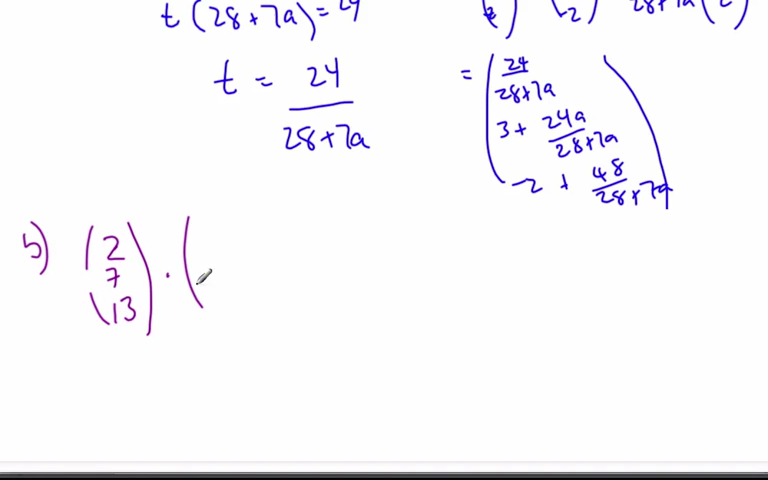 t (28+7a) = 24
t = 24 / 28+7a
= ( 24 / 28+7a
3 + 24a / 28+7a
-2 + 48 / 28+7a )
b) ( 2
7
13 ) · (